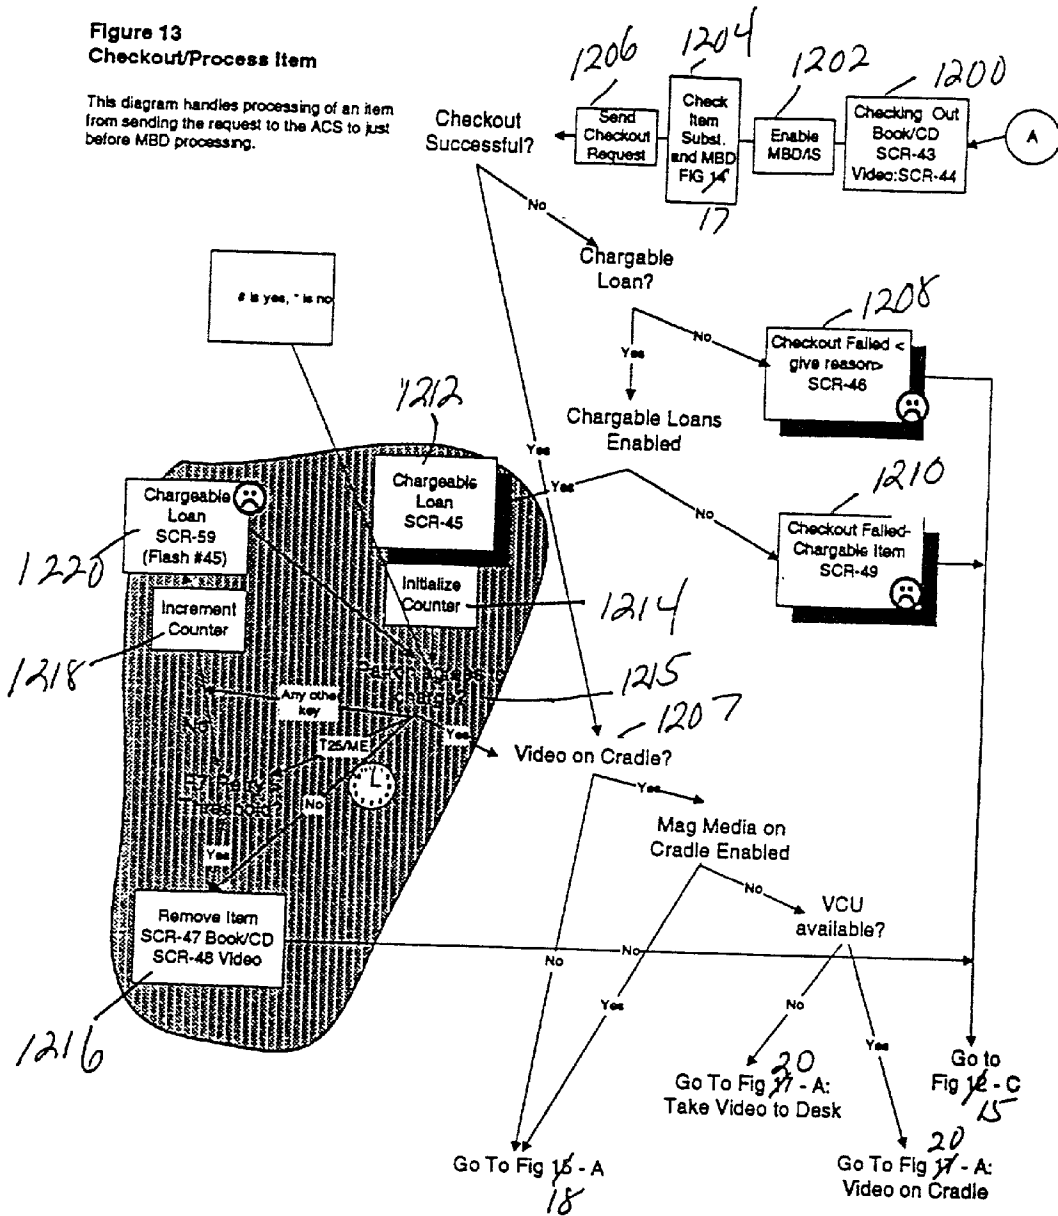 Figure 13
Checkout/Process Item
This diagram handles processing of an item
from sending the request to the ACS to just
before MBD processing.
1206
1204
1202
1200
Checkout
Successful?
Send
Checkout
Request
Check
Item
Subst.
and MBD
FIG 14
17
Enable
MBD/IS
Checking Out
Book/CD
SCR-43
Video:SCR-44
A
No
Chargable
Loan?
# is yes, * is no
Yes
No
1208
Checkout Failed <
give reason>
SCR-46
1212
Chargable Loans
Enabled
Yes
Yes
No
1210
Checkout Failed-
Chargable Item
SCR-49
Chargeable
Loan
SCR-59
(Flash #45)
Chargeable
Loan
SCR-45
1220
Initialize
Counter
1214
Increment
Counter
1218
charge?
1215
1207
Any othe
key
No
Yes
T25/ME
Video on Cradle?
Yes
No
Yes
Mag Media on
Cradle Enabled
No
VCU
available?
Remove Item
SCR-47 Book/CD
SCR-48 Video
1216
No
No
Yes
No
Yes
20
Go To Fig 17 - A:
Take Video to Desk
Go to
Fig 12 - C
15
Go To Fig 15 - A
18
20
Go To Fig 17 - A:
Video on Cradle